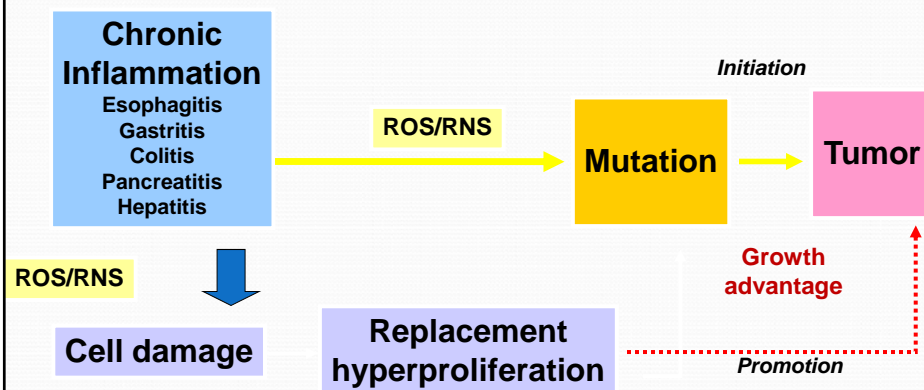 Chronic
Inflammation
Esophagitis
Gastritis
Colitis
Pancreatitis
Hepatitis
ROS/RNS
Initiation
Mutation
Tumor
ROS/RNS
Growth
advantage
Cell damage
Replacement
hyperproliferation
Promotion